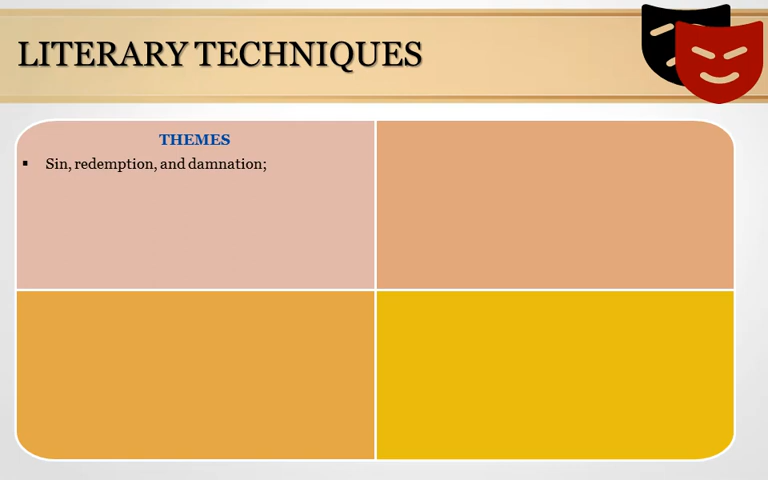 LITERARY TECHNIQUES
THEMES
▪ Sin, redemption, and damnation;